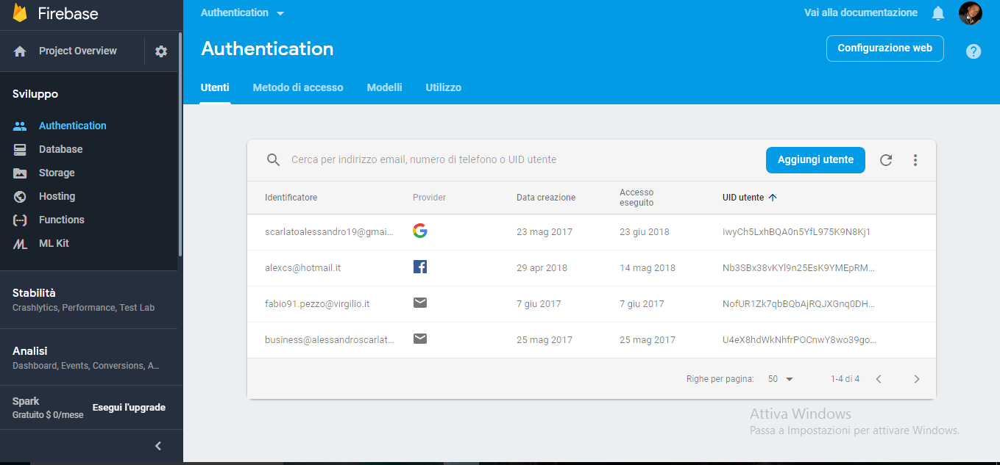 Firebase
Authentication
Vai alla documentazione
Project Overview
Authentication
Configurazione web
?
Utenti Metodo di accesso Modelli Utilizzo
Sviluppo
Authentication
Database
Storage
Hosting
Functions
ML Kit
Stabilità
Crashlytics, Performance, Test Lab
Analisi
Dashboard, Events, Conversions, A...
Spark
Gratuito $ 0/mese
Esegui l'upgrade
Cerca per indirizzo email, numero di telefono o UID utente
Aggiungi utente
Identificatore Provider Data creazione Accesso eseguito UID utente
scarlatoalessandro19@gmai... 23 mag 2017 23 giu 2018 IwyCh5LxhBQA0n5YfL975K9N8Kj1
alexcs@hotmail.it 29 apr 2018 14 mag 2018 Nb3SBx38vKYl9n25EsK9YMEpRM...
fabio91.pezzo@virgilio.it 7 giu 2017 7 giu 2017 NofUR1Zk7qbBQbAjRQJXGnq0DH...
business@alessandroscarlat... 25 mag 2017 25 mag 2017 U4eX8hdWkNhfrPOCnwY8wo39go...
Righe per pagina: 50 1-4 di 4
Attiva Windows
Passa a Impostazioni per attivare Windows.